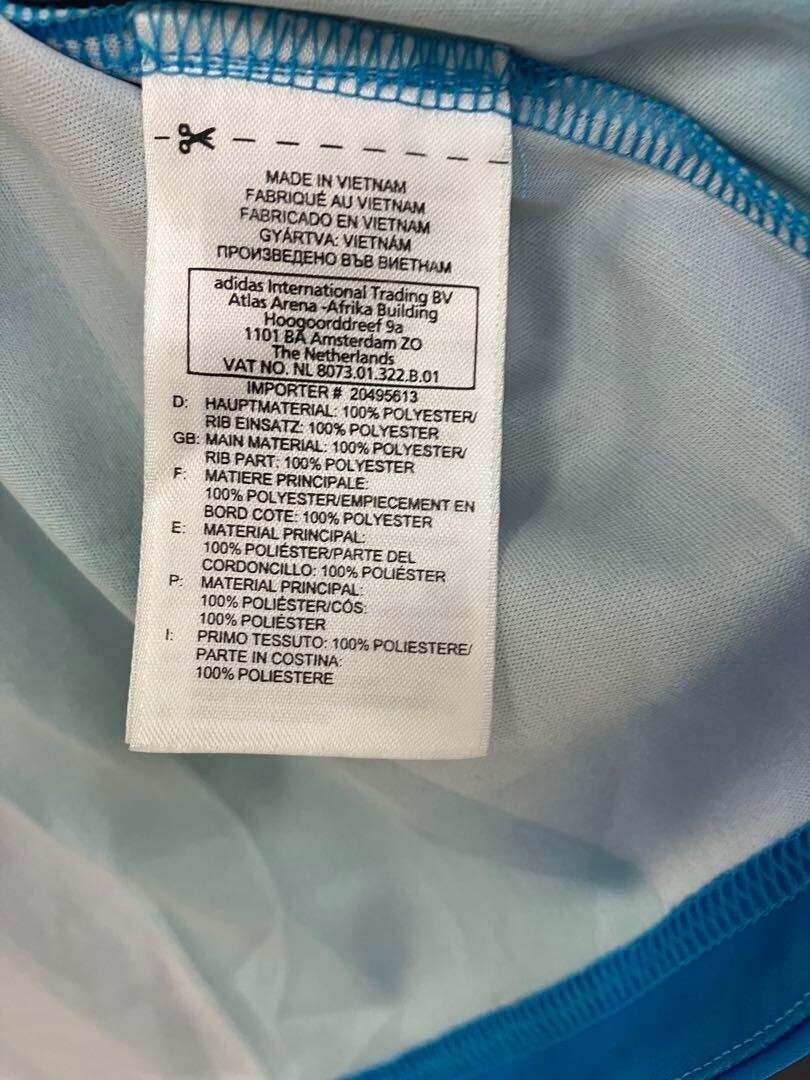 MADE IN VIETNAM
FABRIQUÉ AU VIETNAM
FABRICADO EN VIETNAM
GYÁRTVA: VIETNÁM
ПРОИЗВЕДЕНО ВЪВ ВИЕТНАМ
adidas International Trading BV
Atlas Arena -Afrika Building
Hoogoorddreef 9a
1101 BA Amsterdam ZO
The Netherlands
VAT NO. NL 8073.01.322.B.01
IMPORTER # 20495613
D: HAUPTMATERIAL: 100% POLYESTER/
RIB EINSATZ: 100% POLYESTER
GB: MAIN MATERIAL: 100% POLYESTER/
RIB PART: 100% POLYESTER
F: MATIERE PRINCIPALE:
100% POLYESTER/EMPIECEMENT EN
BORD COTE: 100% POLYESTER
E: MATERIAL PRINCIPAL:
100% POLIÉSTER/PARTE DEL
CORDONCILLO: 100% POLIÉSTER
P: MATERIAL PRINCIPAL:
100% POLIÉSTER/CÓS:
100% POLIÉSTER
I: PRIMO TESSUTO: 100% POLIESTERE/
PARTE IN COSTINA:
100% POLIESTERE